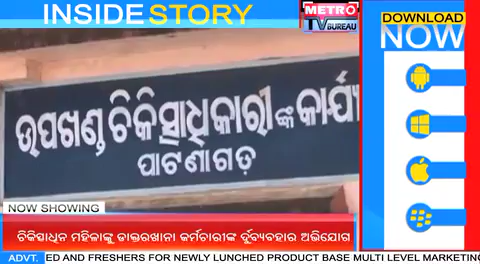 INSIDE STORY
METRO
TV BUREAU
DOWNLOAD
NOW
ଉପଖଣ୍ଡ ଚିକିତ୍ସାଧିକାରୀଙ୍କ କାର୍ଯ୍ୟ
ପାଟଣାଗଡ଼
NOW SHOWING
ଚିକିତ୍ସାଧିନ ମହିଳାଙ୍କୁ ଡାକ୍ତରଖାନା କର୍ମଚାରୀଙ୍କ ର୍ଦୁବ୍ୟବହାର ଅଭିଯୋଗ
ADVT. ED AND FRESHERS FOR NEWLY LUNCHED PRODUCT BASE MULTI LEVEL MARKETING